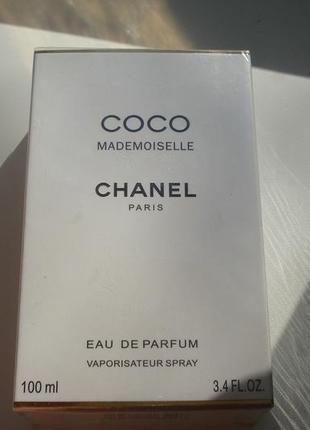 COCO
MADEMOISELLE
CHANEL
PARIS
EAU DE PARFUM
VAPORISATEUR SPRAY
100 ml 3.4 FL.OZ.